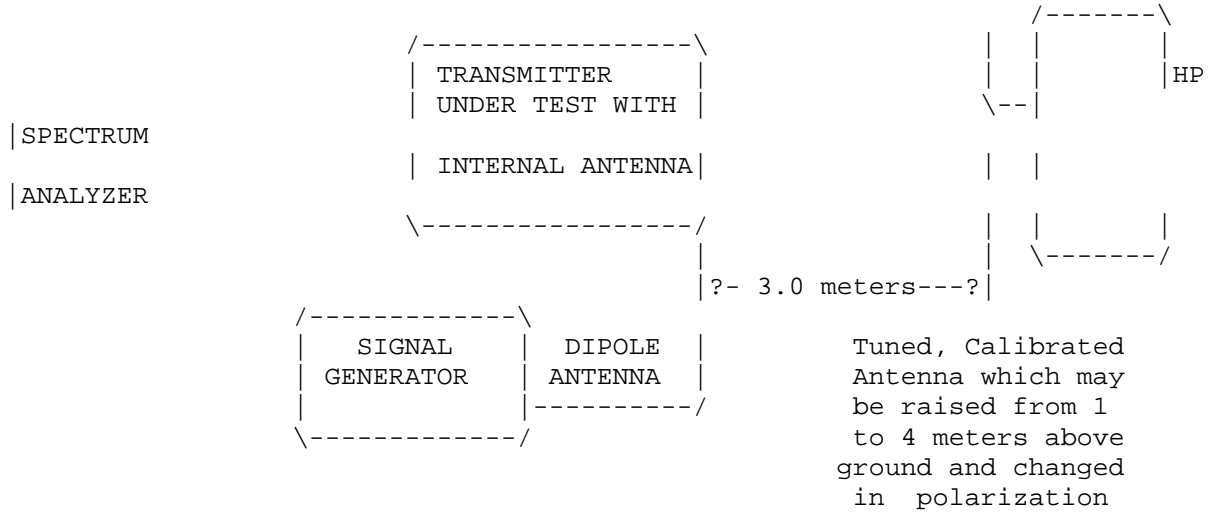 /-------\
/-----------------\ | | |
| TRANSMITTER | | | |HP
| UNDER TEST WITH | \--|
|SPECTRUM
| INTERNAL ANTENNA| | |
|ANALYZER
\-----------------/ | | |
| | \-------/
|?- 3.0 meters---?|
/-------------\
| SIGNAL | DIPOLE | Tuned, Calibrated
| GENERATOR | ANTENNA | Antenna which may
| |----------/ be raised from 1
\-------------/ to 4 meters above
ground and changed
in polarization